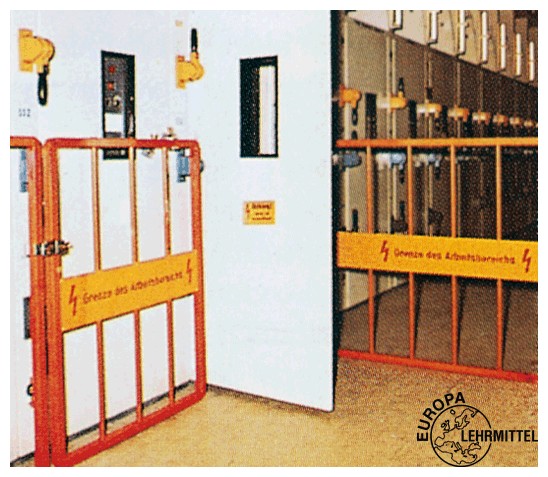 Grenze des Arbeitsbereichs
Grenze des Arbeitsbereichs
EUROPA
LEHRMITTEL